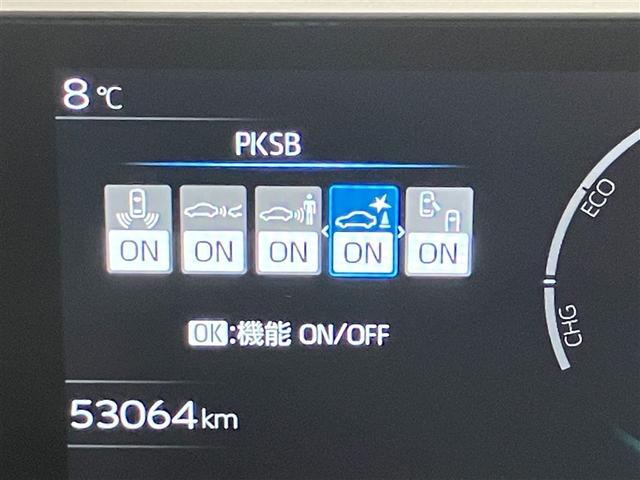 8℃
PKSB
ON ON ON ON ON
OK:機能 ON/OFF
53064km
ECO
CHG